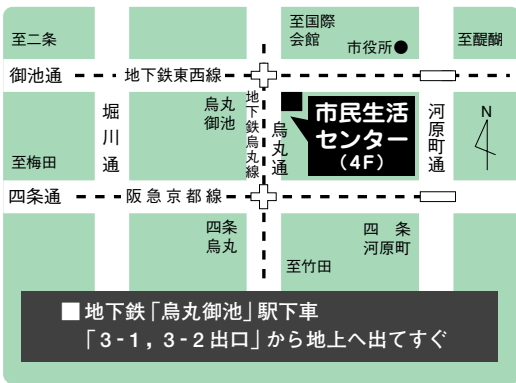 至二条
至国際
会館
市役所●
至醍醐
御池通
地下鉄東西線
堀川通
烏丸
御池
地下鉄烏丸線
烏丸通
市民生活
センター
（4F）
河原町通
N
至梅田
四条通
阪急京都線
四条
烏丸
四条
河原町
至竹田
■地下鉄「烏丸御池」駅下車
「3-1，3-2出口」から地上へ出てすぐ